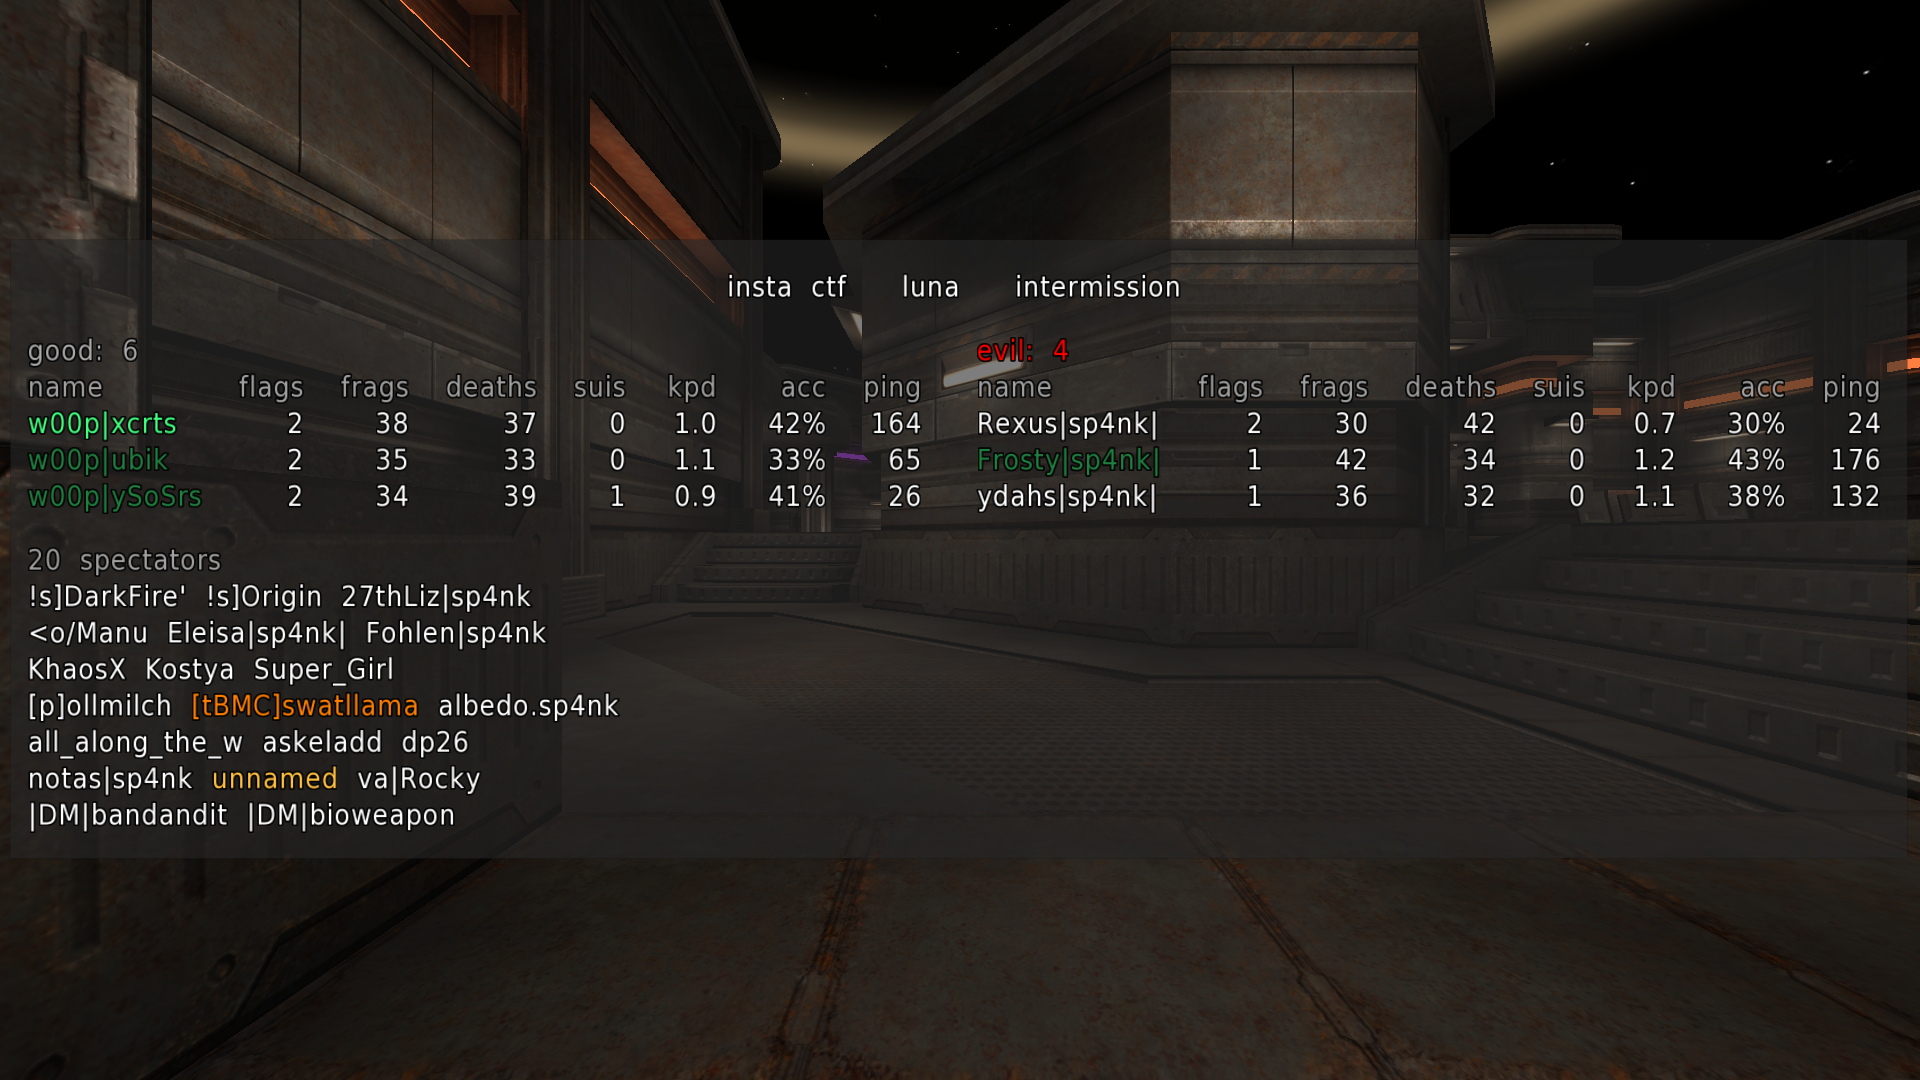 insta ctf luna intermission
good: 6
name flags frags deaths suis kpd acc ping
w00p|xcrts 2 38 37 0 1.0 42% 164
w00p|ubik 2 35 33 0 1.1 33% 65
w00p|ySoSrs 2 34 39 1 0.9 41% 26
evil: 4
name flags frags deaths suis kpd acc ping
Rexus|sp4nk| 2 30 42 0 0.7 30% 24
Frosty|sp4nk| 1 42 34 0 1.2 43% 176
ydahs|sp4nk| 1 36 32 0 1.1 38% 132
20 spectators
!s]DarkFire' !s]Origin 27thLiz|sp4nk
<o/Manu Eleisa|sp4nk| Fohlen|sp4nk
KhaosX Kostya Super_Girl
[p]ollmilch [tBMC]swatllama albedo.sp4nk
all_along_the_w askeladd dp26
notas|sp4nk unnamed va|Rocky
|DM|bandandit |DM|bioweapon